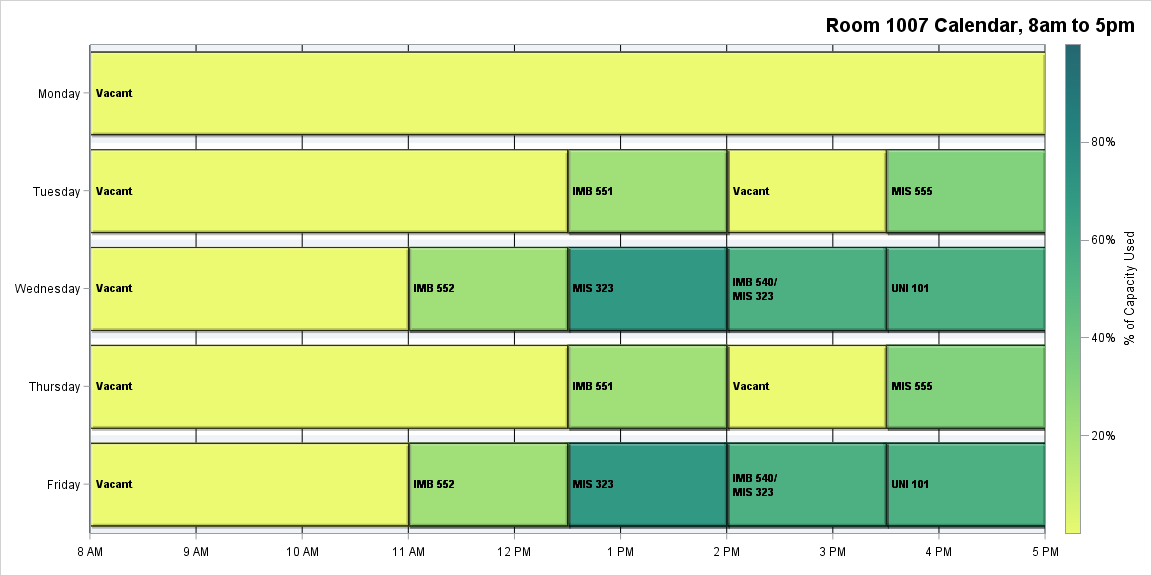 Room 1007 Calendar, 8am to 5pm
Monday
Vacant
Tuesday
Vacant
IMB 551
Vacant
MIS 555
Wednesday
Vacant
IMB 552
MIS 323
IMB 540/
MIS 323
UNI 101
Thursday
Vacant
IMB 551
Vacant
MIS 555
Friday
Vacant
IMB 552
MIS 323
IMB 540/
MIS 323
UNI 101
8 AM
9 AM
10 AM
11 AM
12 PM
1 PM
2 PM
3 PM
4 PM
5 PM
80%
60%
40%
20%
% of Capacity Used